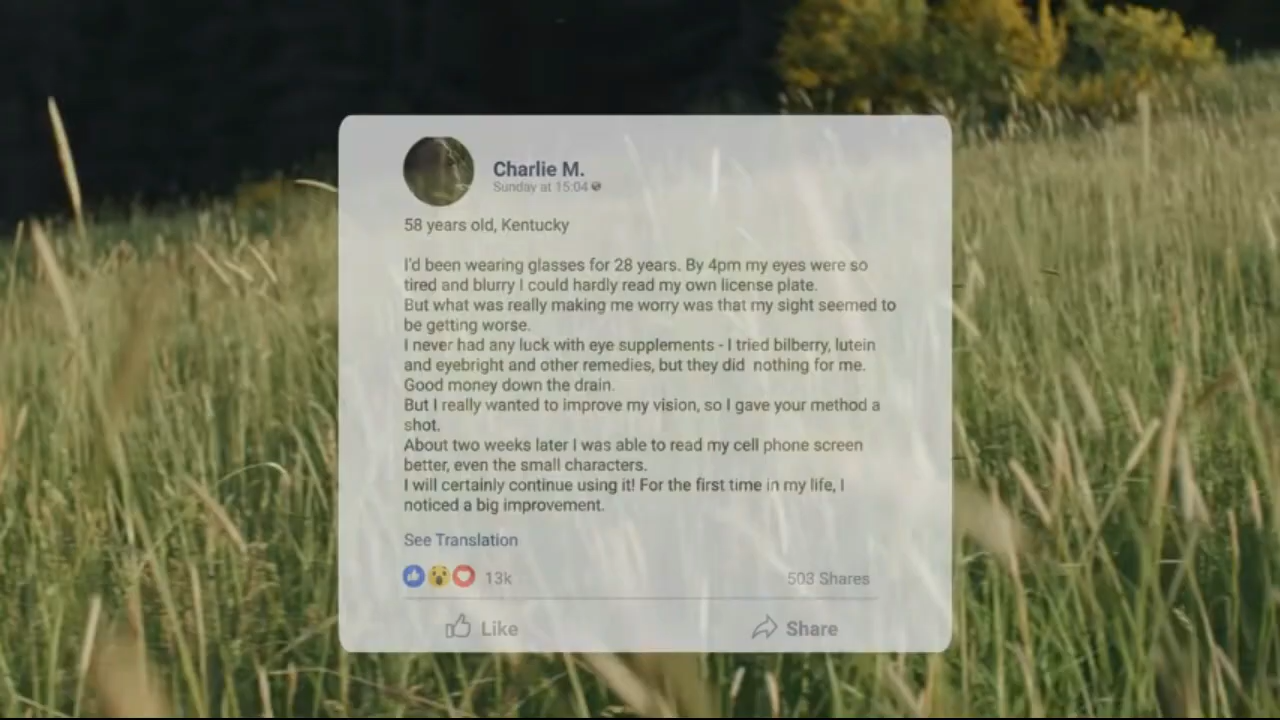 Charlie M.
Sunday at 15:04
58 years old, Kentucky
I'd been wearing glasses for 28 years. By 4pm my eyes were so
tired and blurry I could hardly read my own license plate.
But what was really making me worry was that my sight seemed to
be getting worse.
I never had any luck with eye supplements - I tried bilberry, lutein
and eyebright and other remedies, but they did nothing for me.
Good money down the drain.
But I really wanted to improve my vision, so I gave your method a
shot.
About two weeks later I was able to read my cell phone screen
better, even the small characters.
I will certainly continue using it! For the first time in my life, I
noticed a big improvement.
See Translation
13k 503 Shares
Like Share